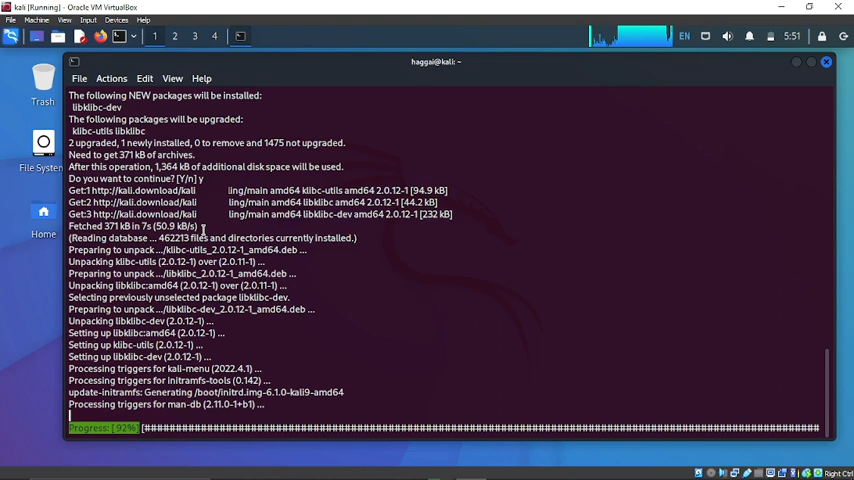 kali [Running] - Oracle VM VirtualBox
File Machine View Input Devices Help
1 2 3 4 EN 5:51
haggai@kali: ~
File Actions Edit View Help
Trash
File System
Home
The following NEW packages will be installed:
libklibc-dev
The following packages will be upgraded:
klibc-utils libklibc
2 upgraded, 1 newly installed, 0 to remove and 1475 not upgraded.
Need to get 371 kB of archives.
After this operation, 1,364 kB of additional disk space will be used.
Do you want to continue? [Y/n] y
Get:1 http://kali.download/kali ling/main amd64 klibc-utils amd64 2.0.12-1 [94.9 kB]
Get:2 http://kali.download/kali ling/main amd64 libklibc amd64 2.0.12-1 [44.2 kB]
Get:3 http://kali.download/kali ling/main amd64 libklibc-dev amd64 2.0.12-1 [232 kB]
Fetched 371 kB in 7s (50.9 kB/s)
(Reading database ... 462213 files and directories currently installed.)
Preparing to unpack .../klibc-utils_2.0.12-1_amd64.deb ...
Unpacking klibc-utils (2.0.12-1) over (2.0.11-1) ...
Preparing to unpack .../libklibc_2.0.12-1_amd64.deb ...
Unpacking libklibc:amd64 (2.0.12-1) over (2.0.11-1) ...
Selecting previously unselected package libklibc-dev.
Preparing to unpack .../libklibc-dev_2.0.12-1_amd64.deb ...
Unpacking libklibc-dev (2.0.12-1) ...
Setting up libklibc:amd64 (2.0.12-1) ...
Setting up klibc-utils (2.0.12-1) ...
Setting up libklibc-dev (2.0.12-1) ...
Processing triggers for kali-menu (2022.4.1) ...
Processing triggers for initramfs-tools (0.142) ...
update-initramfs: Generating /boot/initrd.img-6.1.0-kali9-amd64
Processing triggers for man-db (2.11.0-1+b1) ...
Progress: [ 92%] [###############################################################################################################
Right Ctrl